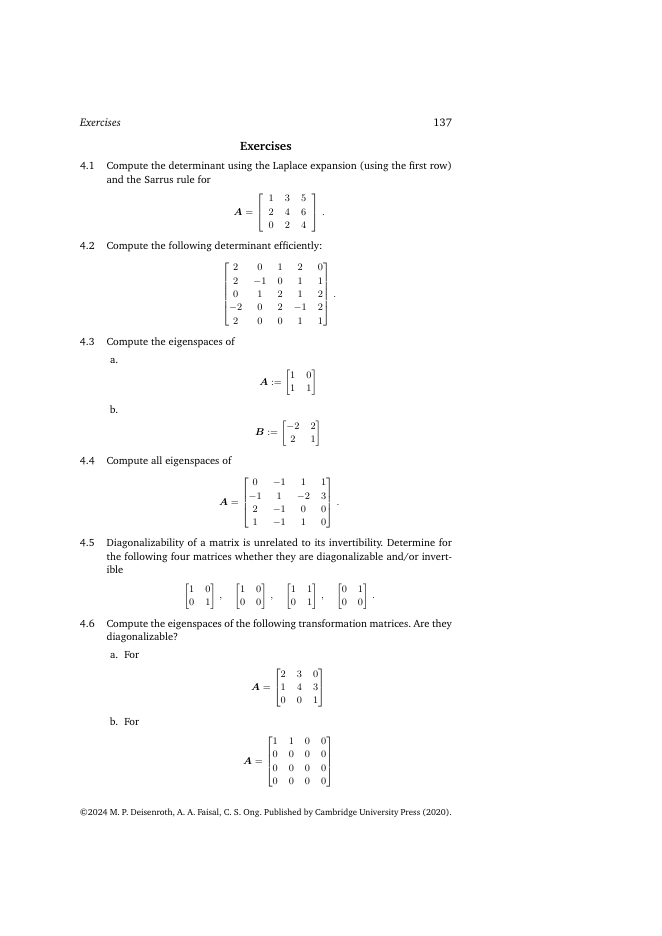 Exercises 137
Exercises
4.1 Compute the determinant using the Laplace expansion (using the first row)
and the Sarrus rule for
A = [ 1 3 5
2 4 6
0 2 4 ] .
4.2 Compute the following determinant efficiently:
[ 2 0 1 2 0
2 −1 0 1 1
0 1 2 1 2
−2 0 2 −1 2
2 0 0 1 1 ] .
4.3 Compute the eigenspaces of
a.
A := [ 1 0
1 1 ]
b.
B := [ −2 2
2 1 ]
4.4 Compute all eigenspaces of
A = [ 0 −1 1 1
−1 1 −2 3
2 −1 0 0
1 −1 1 0 ] .
4.5 Diagonalizability of a matrix is unrelated to its invertibility. Determine for
the following four matrices whether they are diagonalizable and/or invert-
ible
[ 1 0 [ 1 0 [ 1 1 [ 0 1
0 1 ] , 0 0 ] , 0 1 ] , 0 0 ] .
4.6 Compute the eigenspaces of the following transformation matrices. Are they
diagonalizable?
a. For
A = [ 2 3 0
1 4 3
0 0 1 ]
b. For
A = [ 1 1 0 0
0 0 0 0
0 0 0 0
0 0 0 0 ]
©2024 M. P. Deisenroth, A. A. Faisal, C. S. Ong. Published by Cambridge University Press (2020).